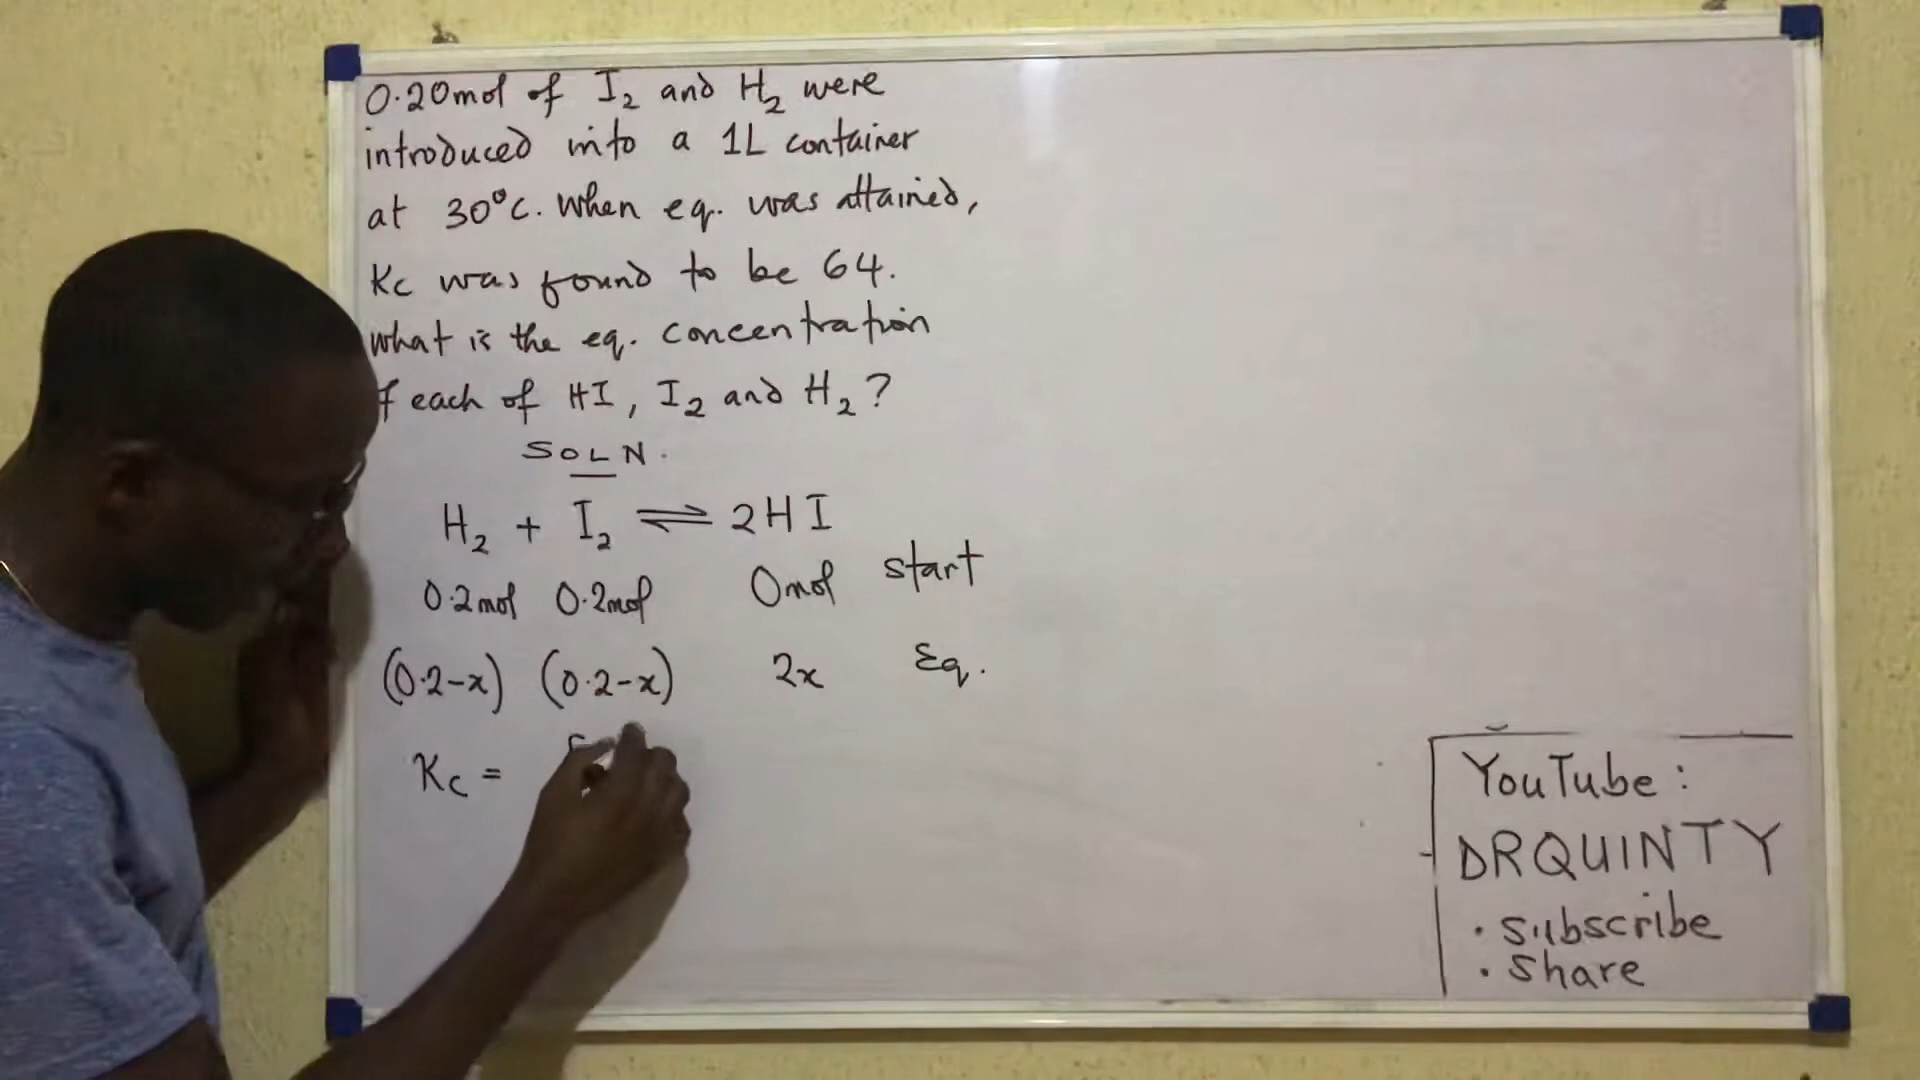 0.20mol of I₂ and H₂ were
introduced into a 1L container
at 30°C. When eq. was attained,
Kc was found to be 64.
what is the eq. concentration
f each of HI, I₂ and H₂?
SOLN.
H₂ + I₂ ⇌ 2HI
0.2mol 0.2mol 0mol start
(0.2-x) (0.2-x) 2x Eq.
Kc =
YouTube:
DRQUINTY
• Subscribe
• Share